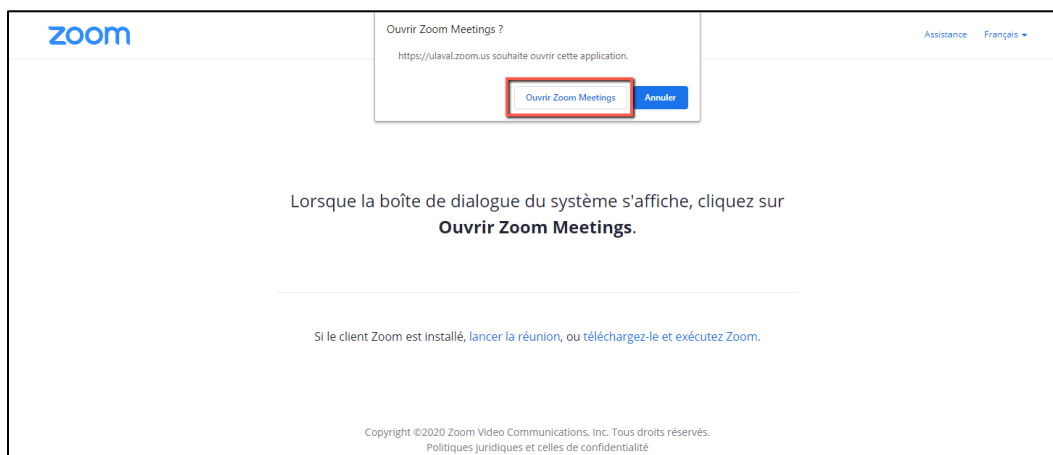 zoom
Ouvrir Zoom Meetings ?
https://ulaval.zoom.us souhaite ouvrir cette application.
Ouvrir Zoom Meetings
Annuler
Assistance
Français
Lorsque la boîte de dialogue du système s'affiche, cliquez sur
Ouvrir Zoom Meetings.
Si le client Zoom est installé, lancer la réunion, ou téléchargez-le et exécutez Zoom.
Copyright ©2020 Zoom Video Communications, Inc. Tous droits réservés.
Politiques juridiques et celles de confidentialité